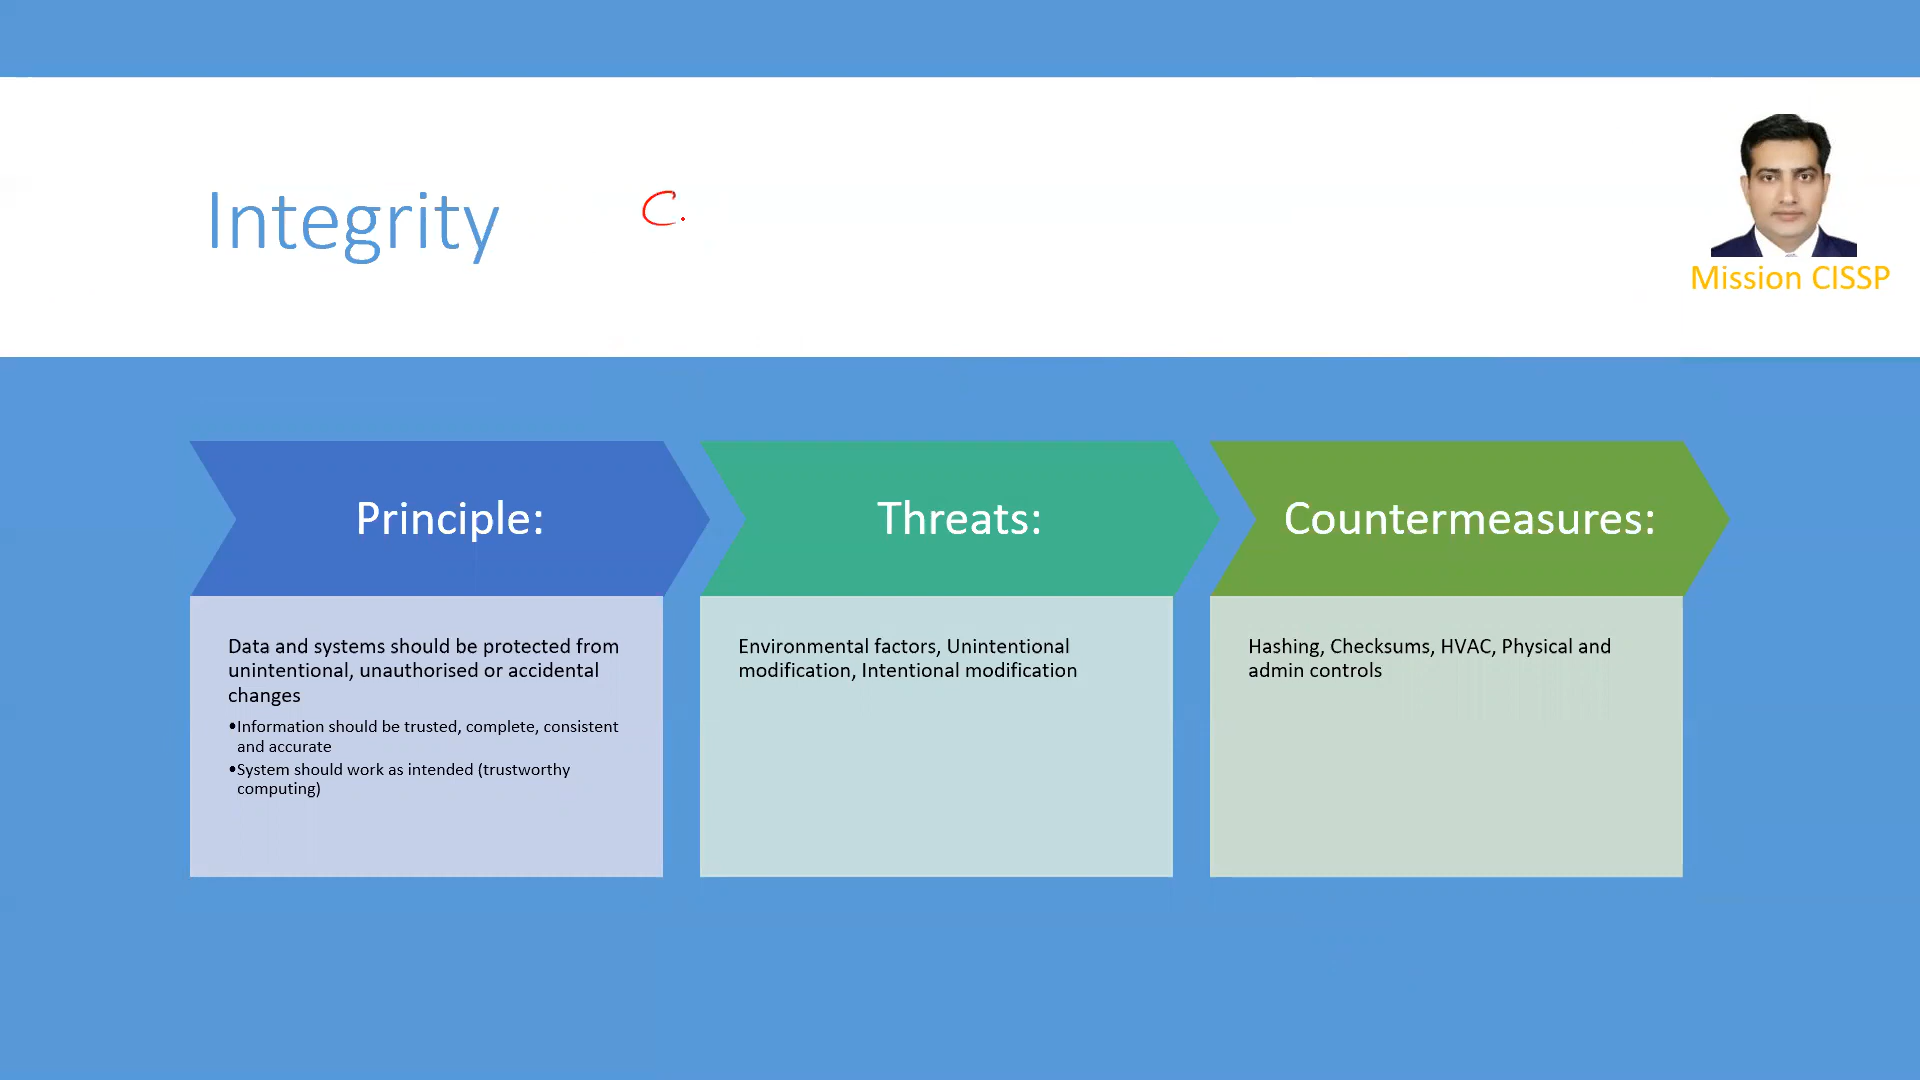 Integrity
C.
Mission CISSP
Principle:
Data and systems should be protected from
unintentional, unauthorised or accidental
changes
•Information should be trusted, complete, consistent
and accurate
•System should work as intended (trustworthy
computing)
Threats:
Environmental factors, Unintentional
modification, Intentional modification
Countermeasures:
Hashing, Checksums, HVAC, Physical and
admin controls